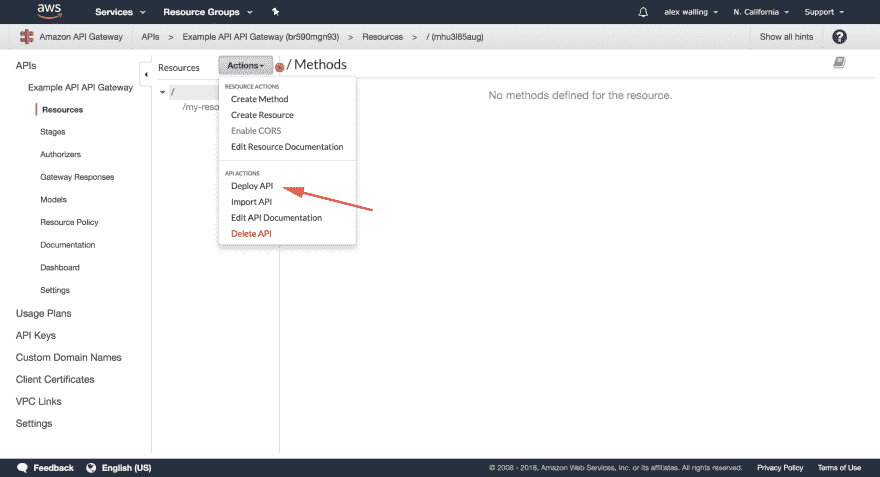 aws Services Resource Groups alex walling N. California Support
Amazon API Gateway APIs > Example API API Gateway (br590mgn93) > Resources > / (mhu3l85aug) Show all hints ?
APIs
Example API API Gateway
Resources
Stages
Authorizers
Gateway Responses
Models
Resource Policy
Documentation
Dashboard
Settings
Usage Plans
API Keys
Custom Domain Names
Client Certificates
VPC Links
Settings
Resources Actions / Methods
/
/my-reso
RESOURCE ACTIONS
Create Method
Create Resource
Enable CORS
Edit Resource Documentation
API ACTIONS
Deploy API
Import API
Edit API Documentation
Delete API
No methods defined for the resource.
Feedback English (US) © 2008 - 2018, Amazon Web Services, Inc. or its affiliates. All rights reserved. Privacy Policy Terms of Use